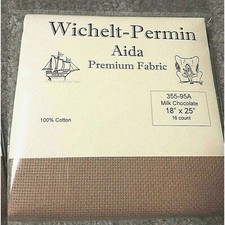 Wichelt-Permin
Aida
Premium Fabric
355-95A
Milk Chocolate
18" x 25"
16 count
100% Cotton